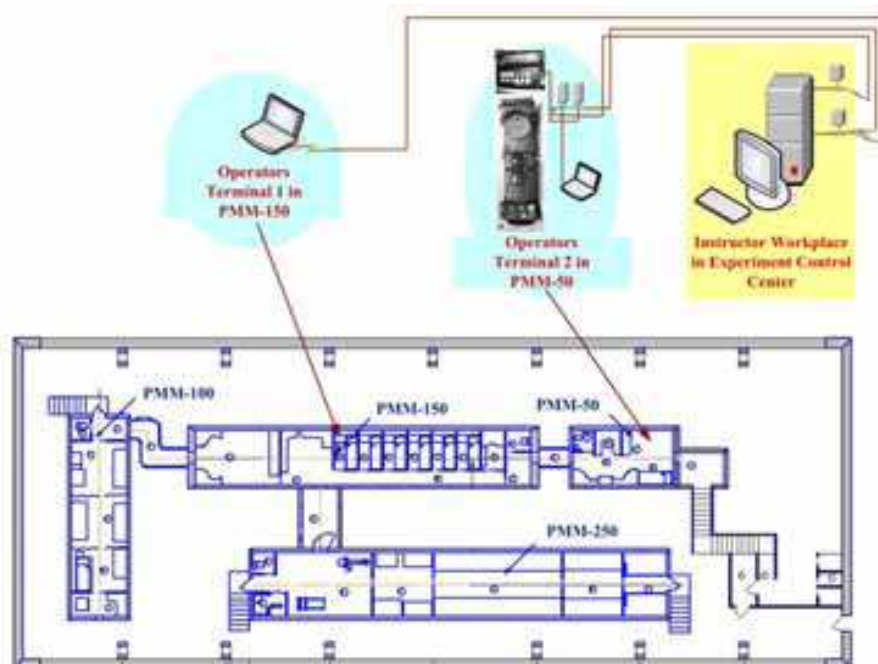 Operators
Terminal 1 in
PMM-150
Operators
Terminal 2 in
PMM-50
Instructor Workplace
in Experiment Control
Center
PMM-100
PMM-150
PMM-50
PMM-250